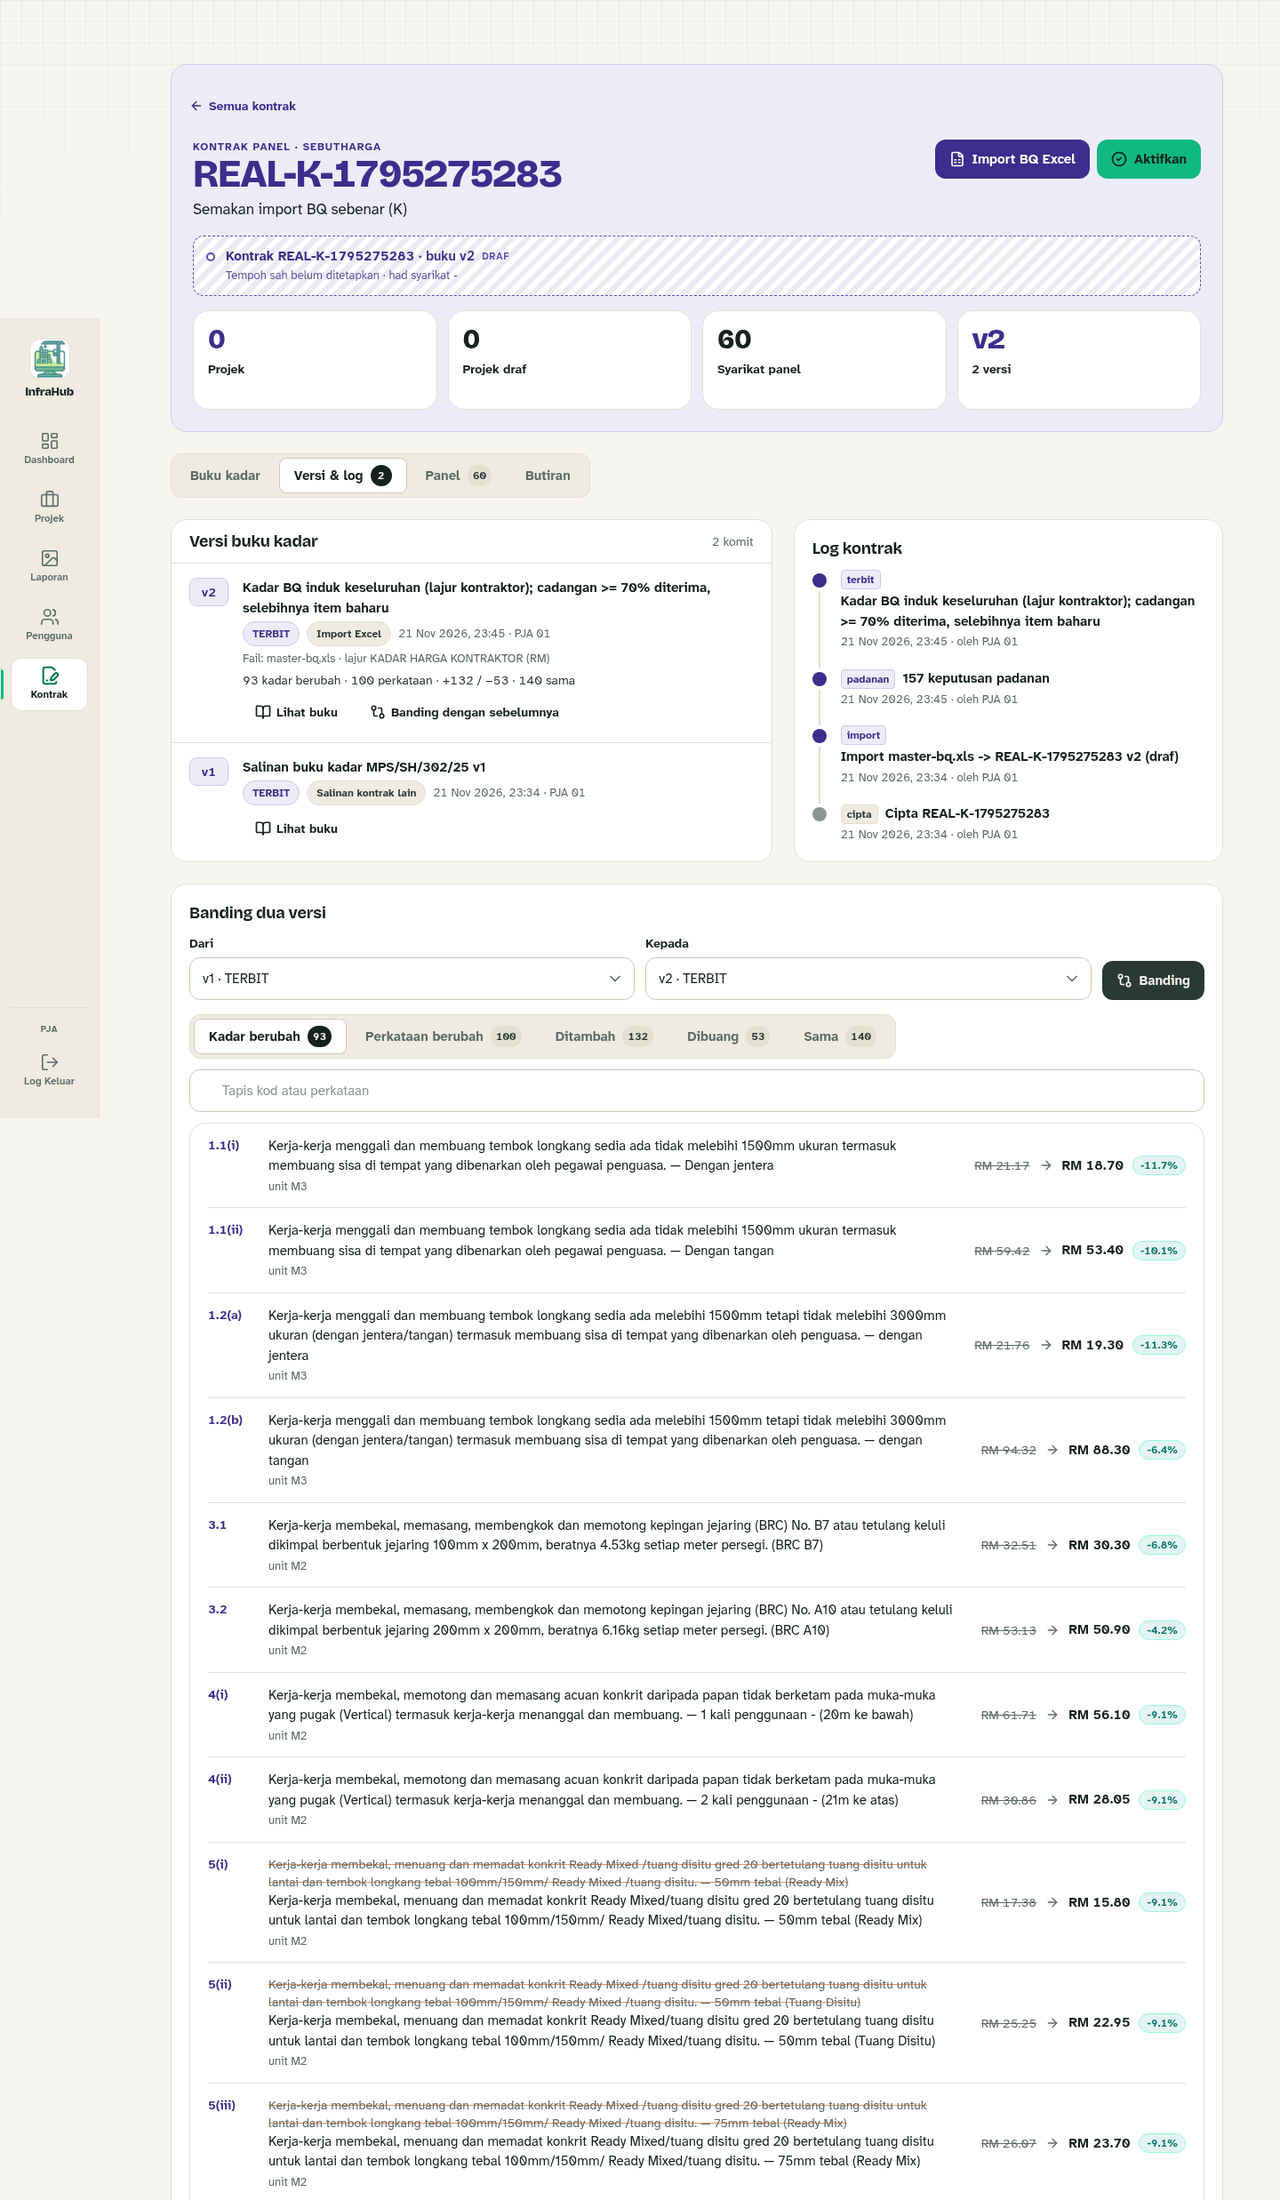 Semua kontrak
KONTRAK PANEL · SEBUTHARGA
REAL-K-1795275283
Semakan import BQ sebenar (K)
Import BQ Excel
Aktifkan
Kontrak REAL-K-1795275283 · buku v2 DRAF
Tempoh sah belum ditetapkan · had syarikat -
0
Projek
0
Projek draf
60
Syarikat panel
v2
2 versi
InfraHub
Dashboard
Projek
Laporan
Pengguna
Kontrak
PJA
Log Keluar
Buku kadar
Versi & log 2
Panel 60
Butiran
Versi buku kadar
2 komit
v2
Kadar BQ induk keseluruhan (lajur kontraktor); cadangan >= 70% diterima,
selebihnya item baharu
TERBIT Import Excel 21 Nov 2026, 23:45 · PJA 01
Fail: master-bq.xls · lajur KADAR HARGA KONTRAKTOR (RM)
93 kadar berubah · 100 perkataan · +132 / −53 · 140 sama
Lihat buku
Banding dengan sebelumnya
v1
Salinan buku kadar MPS/SH/302/25 v1
TERBIT Salinan kontrak lain 21 Nov 2026, 23:34 · PJA 01
Lihat buku
Log kontrak
terbit
Kadar BQ induk keseluruhan (lajur kontraktor); cadangan
>= 70% diterima, selebihnya item baharu
21 Nov 2026, 23:45 · oleh PJA 01
padanan 157 keputusan padanan
21 Nov 2026, 23:45 · oleh PJA 01
import
Import master-bq.xls -> REAL-K-1795275283 v2 (draf)
21 Nov 2026, 23:34 · oleh PJA 01
cipta Cipta REAL-K-1795275283
21 Nov 2026, 23:34 · oleh PJA 01
Banding dua versi
Dari
v1 · TERBIT
Kepada
v2 · TERBIT
Banding
Kadar berubah 93
Perkataan berubah 100
Ditambah 132
Dibuang 53
Sama 140
Tapis kod atau perkataan
1.1(i)
Kerja-kerja menggali dan membuang tembok longkang sedia ada tidak melebihi 1500mm ukuran termasuk
membuang sisa di tempat yang dibenarkan oleh pegawai penguasa. — Dengan jentera
unit M3
RM 21.17 → RM 18.70 -11.7%
1.1(ii)
Kerja-kerja menggali dan membuang tembok longkang sedia ada tidak melebihi 1500mm ukuran termasuk
membuang sisa di tempat yang dibenarkan oleh pegawai penguasa. — Dengan tangan
unit M3
RM 59.42 → RM 53.40 -10.1%
1.2(a)
Kerja-kerja menggali dan membuang tembok longkang sedia ada melebihi 1500mm tetapi tidak melebihi 3000mm
ukuran (dengan jentera/tangan) termasuk membuang sisa di tempat yang dibenarkan oleh penguasa. — dengan
jentera
unit M3
RM 21.76 → RM 19.30 -11.3%
1.2(b)
Kerja-kerja menggali dan membuang tembok longkang sedia ada melebihi 1500mm tetapi tidak melebihi 3000mm
ukuran (dengan jentera/tangan) termasuk membuang sisa di tempat yang dibenarkan oleh penguasa. — dengan
tangan
unit M3
RM 94.32 → RM 88.30 -6.4%
3.1
Kerja-kerja membekal, memasang, membengkok dan memotong kepingan jejaring (BRC) No. B7 atau tetulang keluli
dikimpal berbentuk jejaring 100mm x 200mm, beratnya 4.53kg setiap meter persegi. (BRC B7)
unit M2
RM 32.51 → RM 30.30 -6.8%
3.2
Kerja-kerja membekal, memasang, membengkok dan memotong kepingan jejaring (BRC) No. A10 atau tetulang keluli
dikimpal berbentuk jejaring 200mm x 200mm, beratnya 6.16kg setiap meter persegi. (BRC A10)
unit M2
RM 53.13 → RM 50.90 -4.2%
4(i)
Kerja-kerja membekal, memotong dan memasang acuan konkrit daripada papan tidak berketam pada muka-muka
yang pugak (Vertical) termasuk kerja-kerja menanggal dan membuang. — 1 kali penggunaan - (20m ke bawah)
unit M2
RM 61.71 → RM 56.10 -9.1%
4(ii)
Kerja-kerja membekal, memotong dan memasang acuan konkrit daripada papan tidak berketam pada muka-muka
yang pugak (Vertical) termasuk kerja-kerja menanggal dan membuang. — 2 kali penggunaan - (21m ke atas)
unit M2
RM 30.86 → RM 28.05 -9.1%
5(i)
Kerja-kerja membekal, menuang dan memadat konkrit Ready Mixed /tuang disitu gred 20 bertetulang tuang disitu untuk
lantai dan tembok longkang tebal 100mm/150mm/ Ready Mixed /tuang disitu. — 50mm tebal (Ready Mix)
Kerja-kerja membekal, menuang dan memadat konkrit Ready Mixed/tuang disitu gred 20 bertetulang tuang disitu
untuk lantai dan tembok longkang tebal 100mm/150mm/ Ready Mixed/tuang disitu. — 50mm tebal (Ready Mix)
unit M2
RM 17.38 → RM 15.80 -9.1%
5(ii)
Kerja-kerja membekal, menuang dan memadat konkrit Ready Mixed /tuang disitu gred 20 bertetulang tuang disitu untuk
lantai dan tembok longkang tebal 100mm/150mm/ Ready Mixed /tuang disitu. — 50mm tebal (Tuang Disitu)
Kerja-kerja membekal, menuang dan memadat konkrit Ready Mixed/tuang disitu gred 20 bertetulang tuang disitu
untuk lantai dan tembok longkang tebal 100mm/150mm/ Ready Mixed/tuang disitu. — 50mm tebal (Tuang Disitu)
unit M2
RM 25.25 → RM 22.95 -9.1%
5(iii)
Kerja-kerja membekal, menuang dan memadat konkrit Ready Mixed /tuang disitu gred 20 bertetulang tuang disitu untuk
lantai dan tembok longkang tebal 100mm/150mm/ Ready Mixed /tuang disitu. — 75mm tebal (Ready Mix)
Kerja-kerja membekal, menuang dan memadat konkrit Ready Mixed/tuang disitu gred 20 bertetulang tuang disitu
untuk lantai dan tembok longkang tebal 100mm/150mm/ Ready Mixed/tuang disitu. — 75mm tebal (Ready Mix)
unit M2
RM 26.07 → RM 23.70 -9.1%